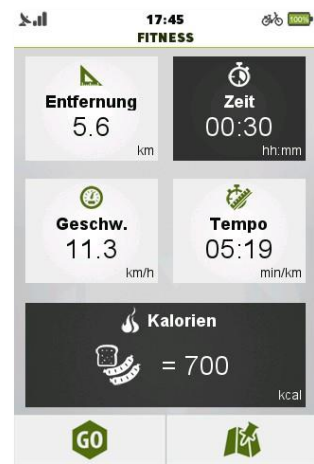 17:45
100%
FITNESS
Entfernung
5.6
km
Zeit
00:30
hh:mm
Geschw.
11.3
km/h
Tempo
05:19
min/km
Kalorien
= 700
kcal
GO